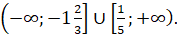 (−∞; −1 2/3] ∪ [1/5; +∞).